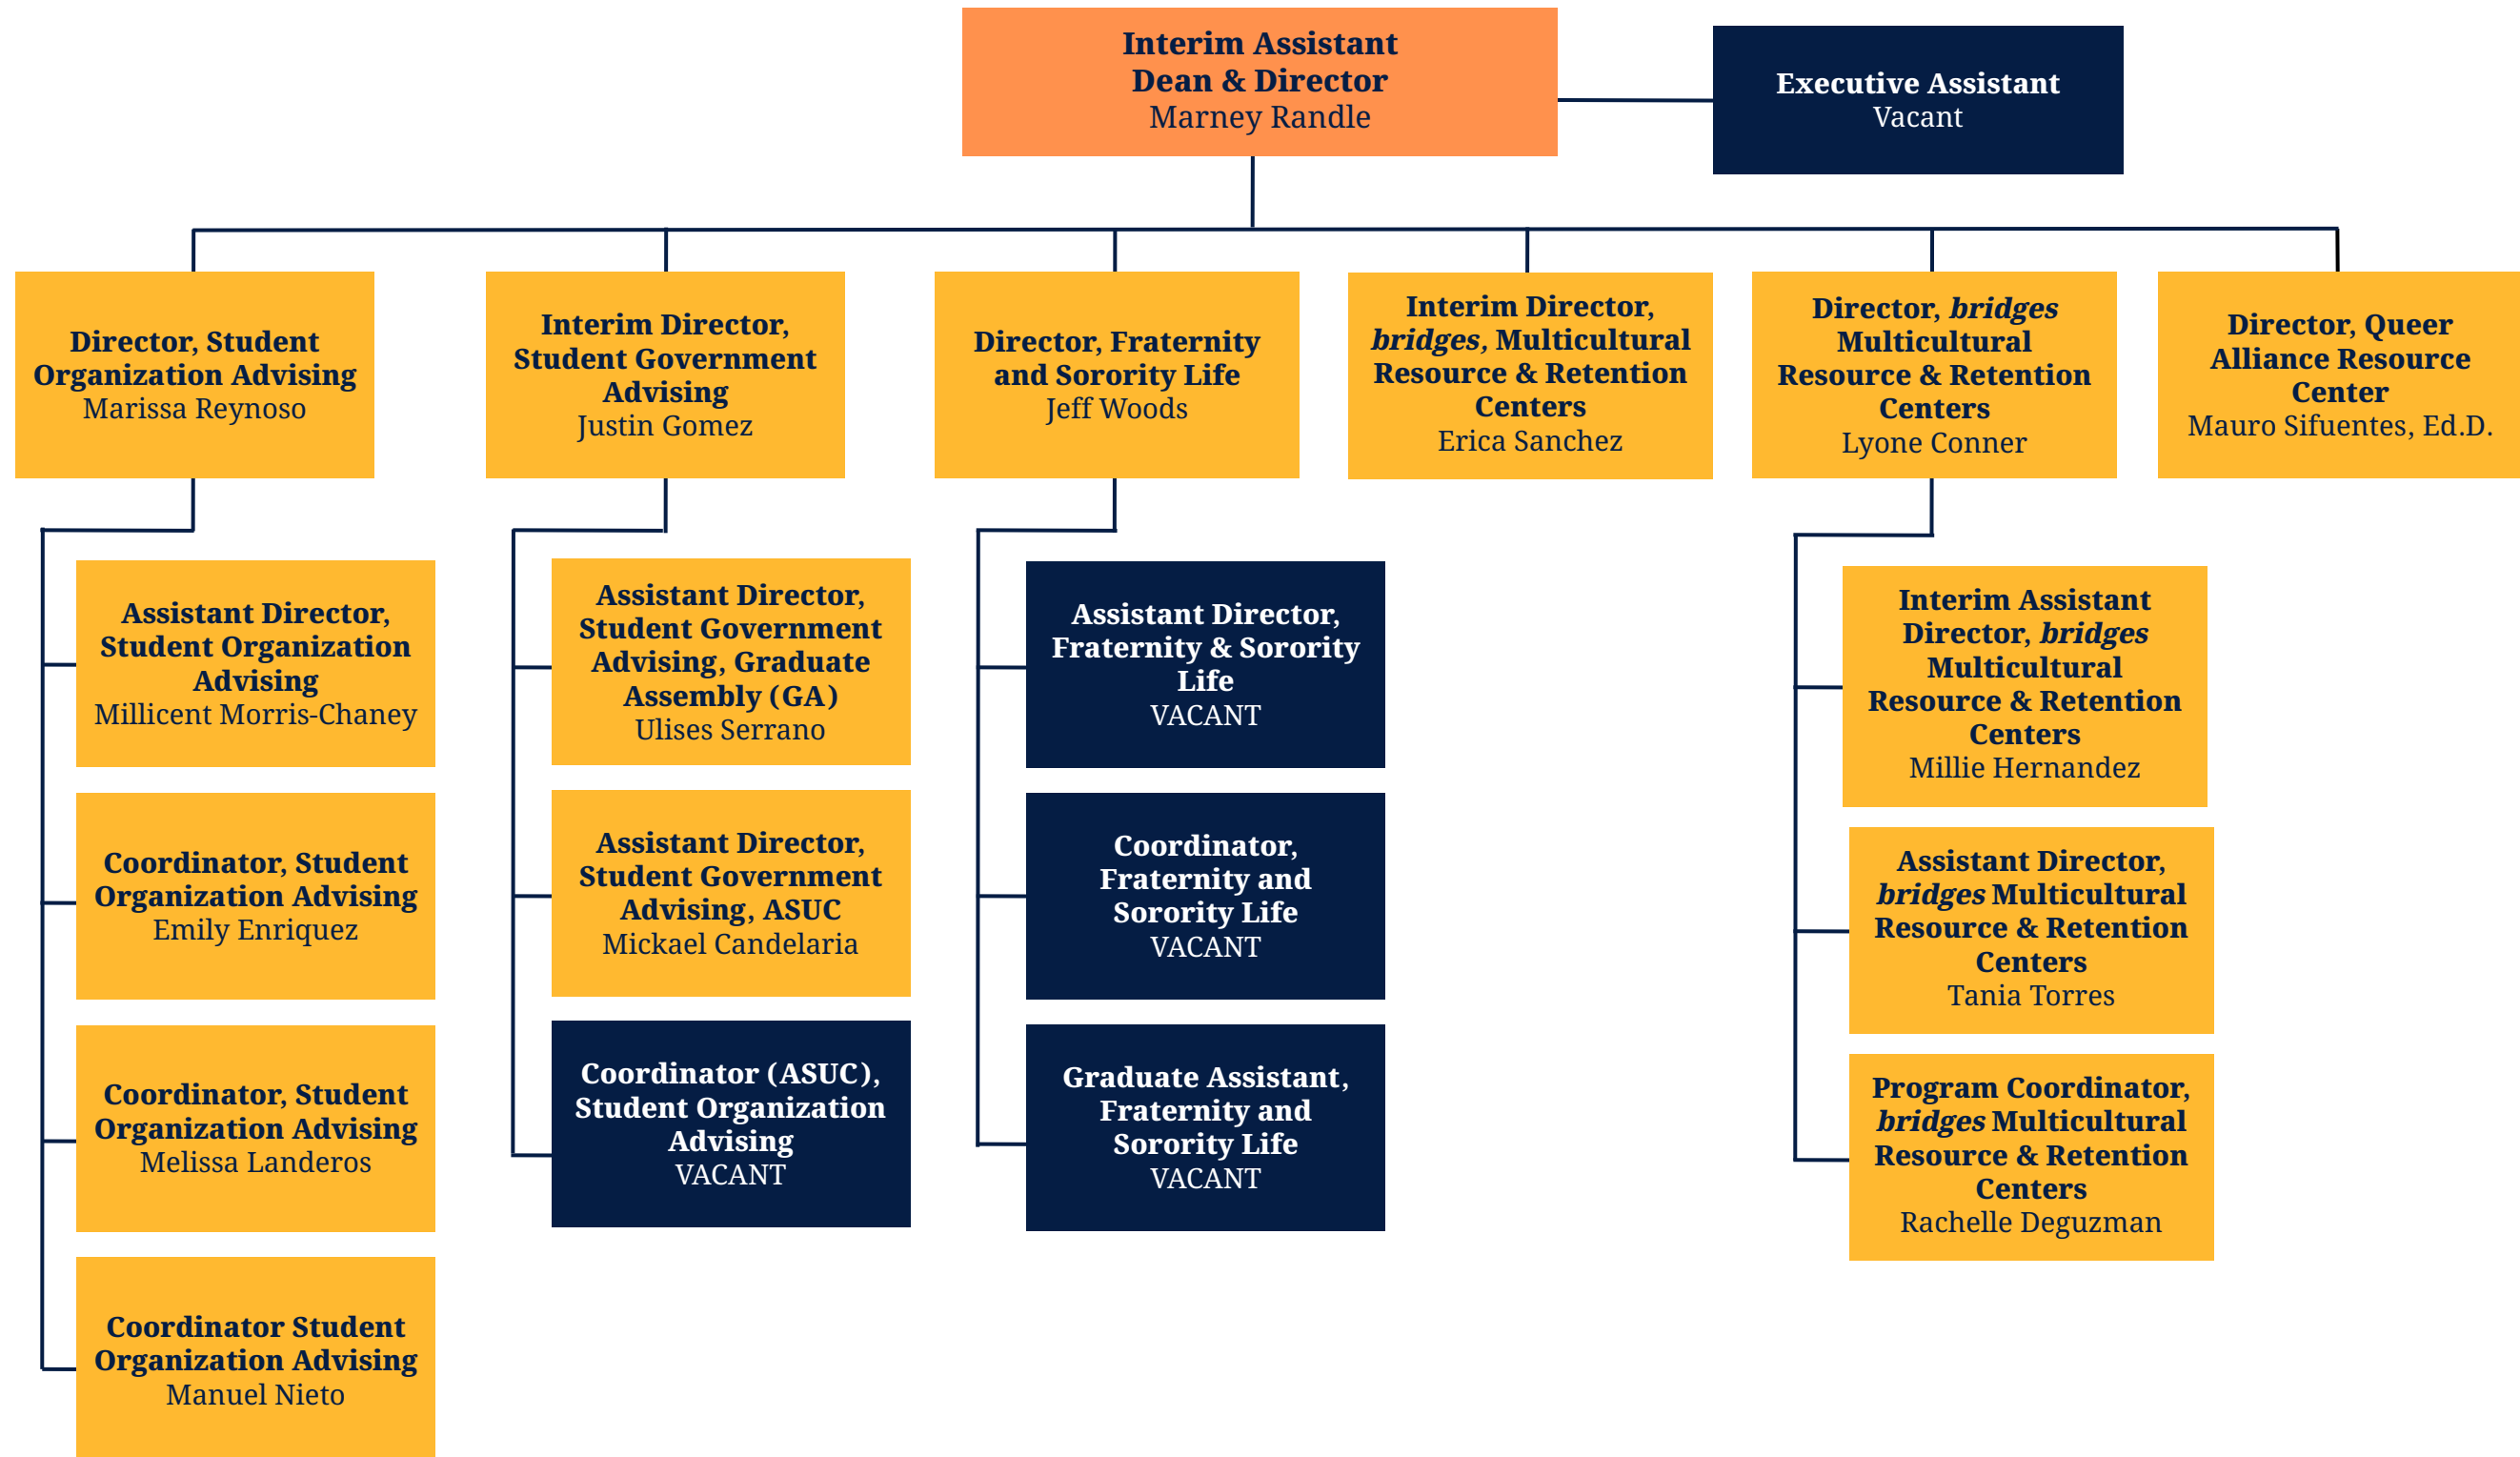 Interim Assistant
Dean & Director
Marney Randle
Executive Assistant
Vacant
Director, Student
Organization Advising
Marissa Reynoso
Interim Director,
Student Government
Advising
Justin Gomez
Director, Fraternity
and Sorority Life
Jeff Woods
Interim Director,
bridges, Multicultural
Resource & Retention
Centers
Erica Sanchez
Director, bridges
Multicultural
Resource & Retention
Centers
Lyone Conner
Director, Queer
Alliance Resource
Center
Mauro Sifuentes, Ed.D.
Assistant Director,
Student Organization
Advising
Millicent Morris-Chaney
Coordinator, Student
Organization Advising
Emily Enriquez
Coordinator, Student
Organization Advising
Melissa Landeros
Coordinator Student
Organization Advising
Manuel Nieto
Assistant Director,
Student Government
Advising, Graduate
Assembly (GA)
Ulises Serrano
Assistant Director,
Student Government
Advising, ASUC
Mickael Candelaria
Coordinator (ASUC),
Student Organization
Advising
VACANT
Assistant Director,
Fraternity & Sorority
Life
VACANT
Coordinator,
Fraternity and
Sorority Life
VACANT
Graduate Assistant,
Fraternity and
Sorority Life
VACANT
Interim Assistant
Director, bridges
Multicultural
Resource & Retention
Centers
Millie Hernandez
Assistant Director,
bridges Multicultural
Resource & Retention
Centers
Tania Torres
Program Coordinator,
bridges Multicultural
Resource & Retention
Centers
Rachelle Deguzman